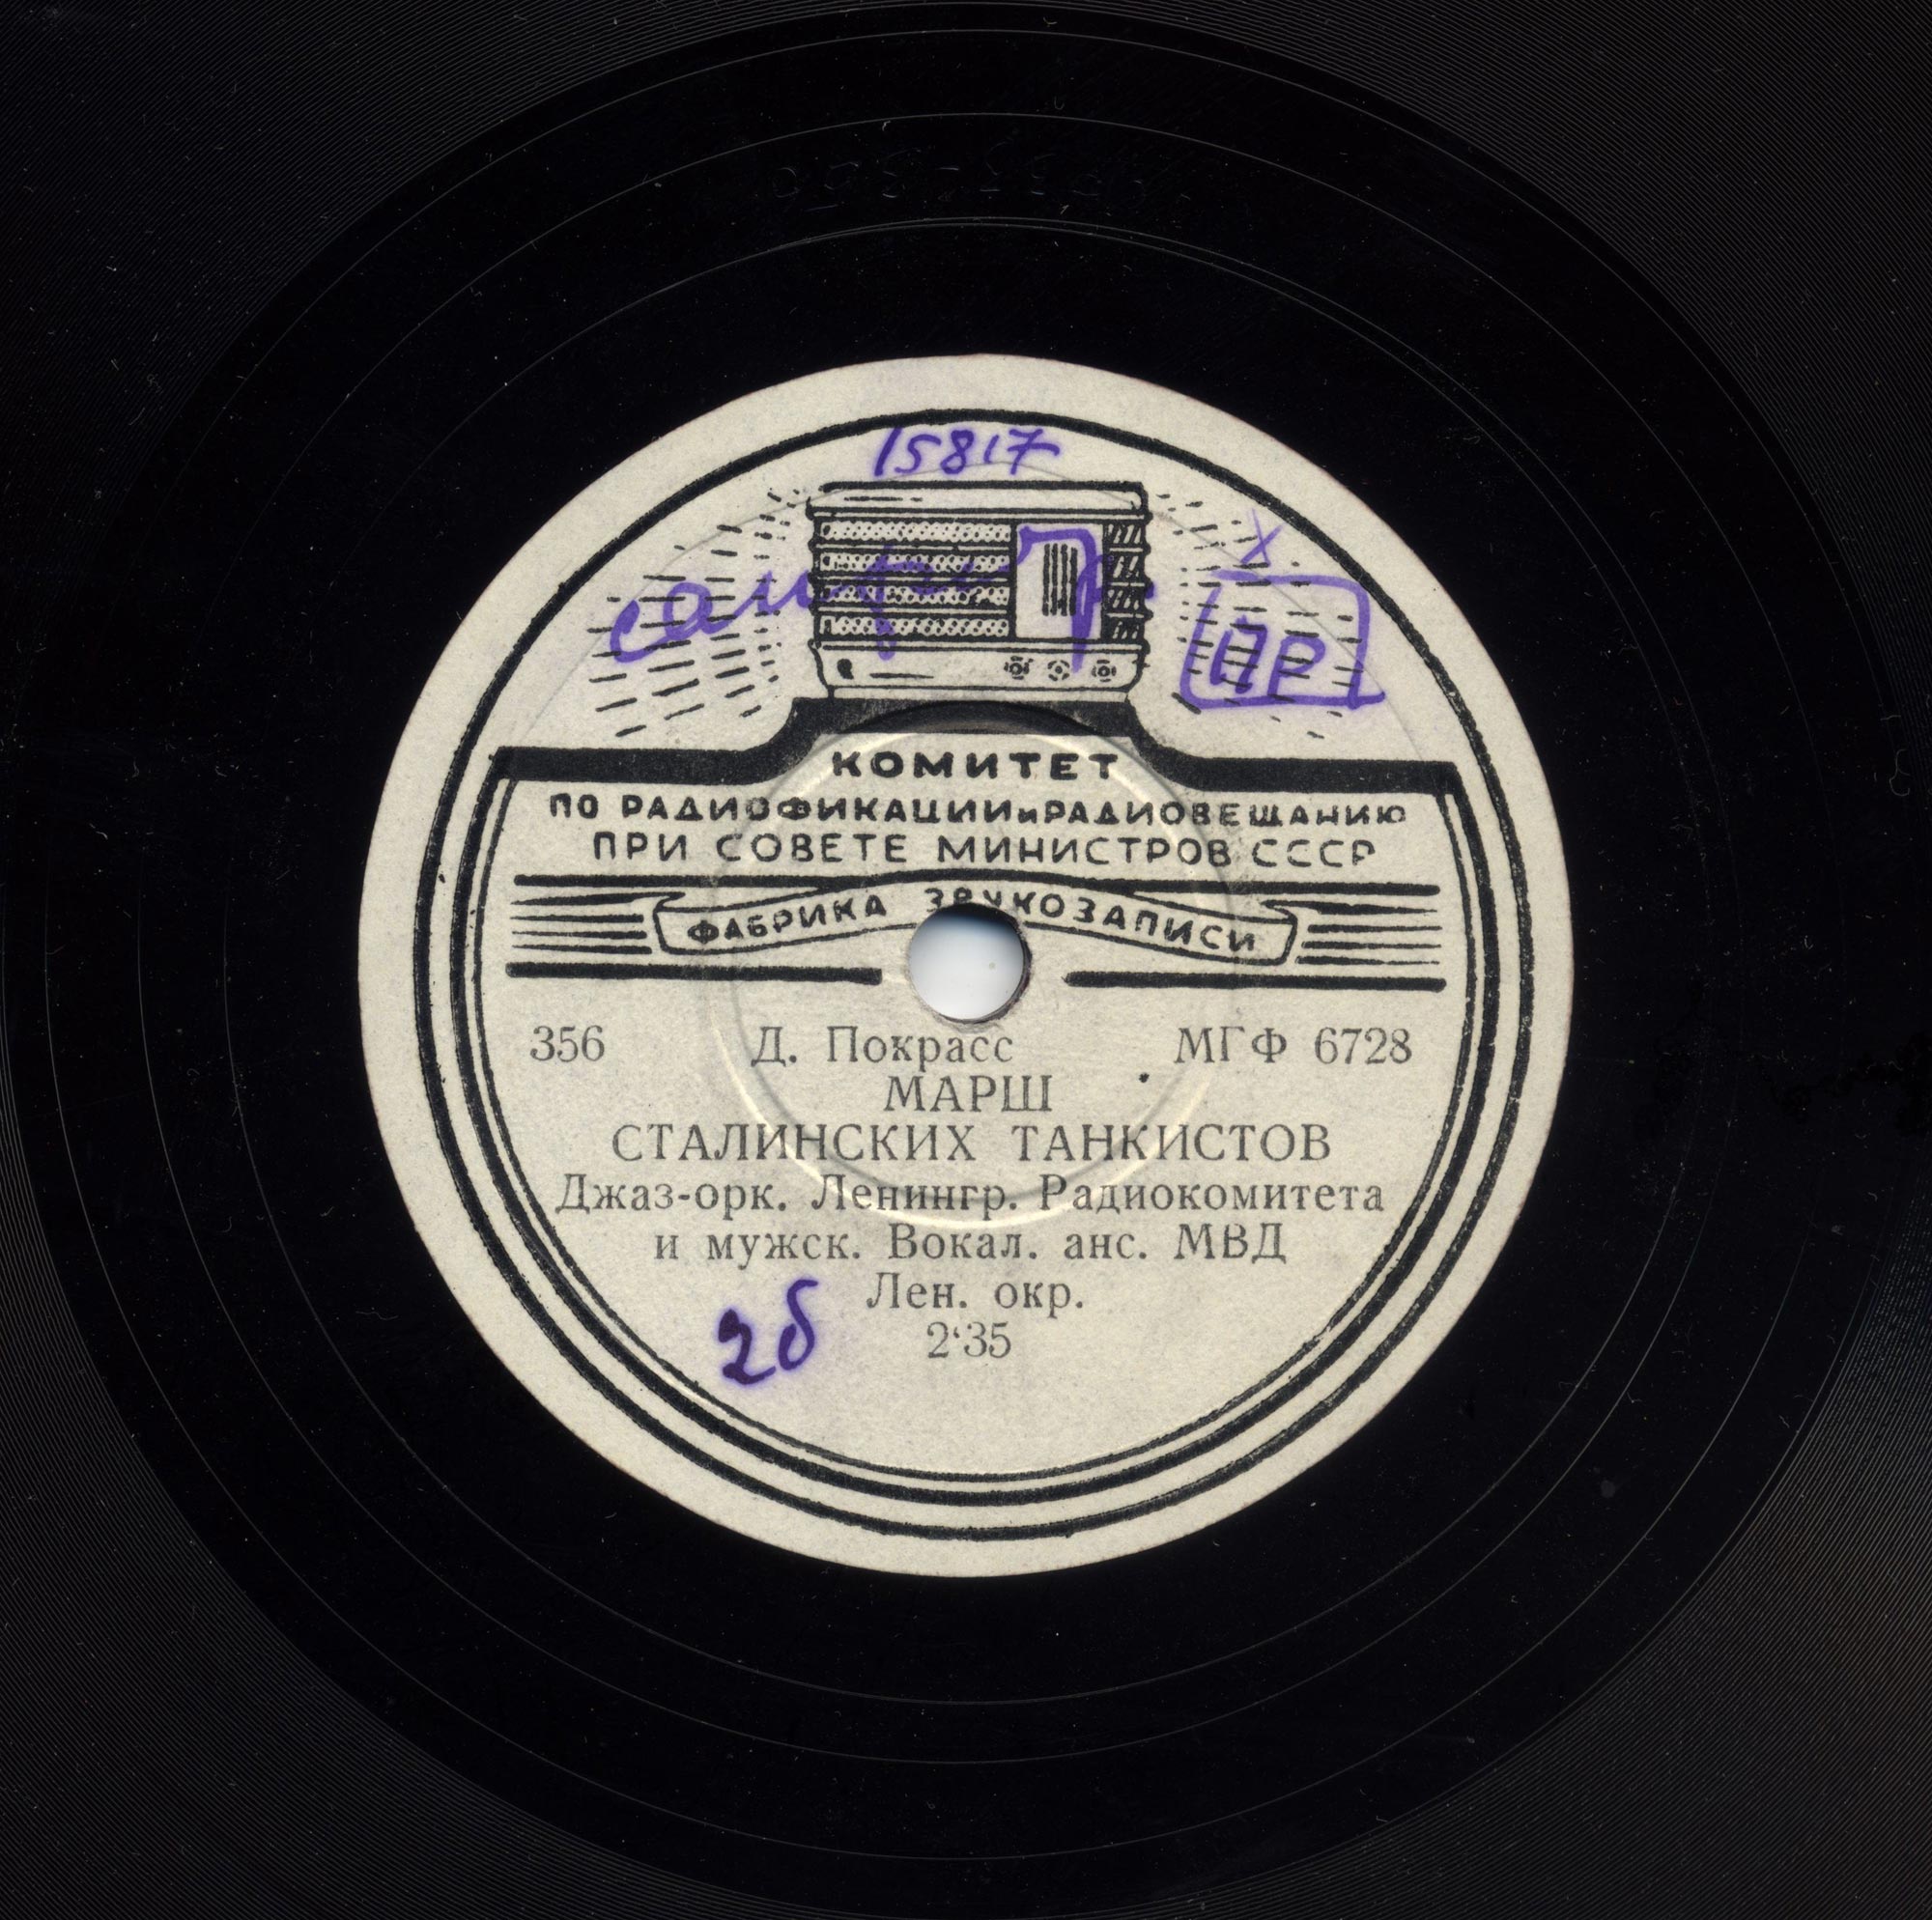 15817
ПР
КОМИТЕТ
ПО РАДИОФИКАЦИИ и РАДИОВЕЩАНИЮ
ПРИ СОВЕТЕ МИНИСТРОВ СССР
ФАБРИКА ЗВУКОЗАПИСИ
356 Д. Покрасс МГФ 6728
МАРШ
СТАЛИНСКИХ ТАНКИСТОВ
Джаз-орк. Ленингр. Радиокомитета
и мужск. Вокал. анс. МВД
Лен. окр.
2‘35
2б